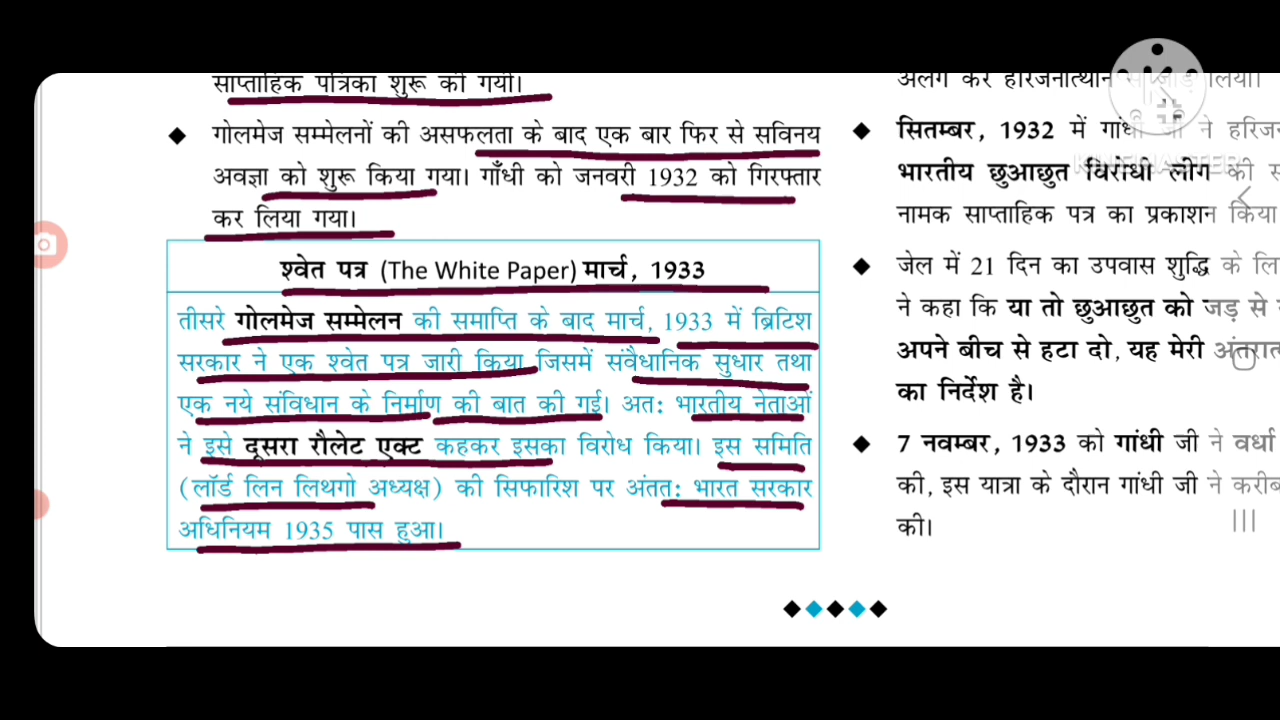 साप्ताहिक पत्रिका शुरू की गयी।
◆ गोलमेज सम्मेलनों की असफलता के बाद एक बार फिर से सविनय
अवज्ञा को शुरू किया गया। गाँधी को जनवरी 1932 को गिरफ्तार
कर लिया गया।
श्वेत पत्र (The White Paper) मार्च, 1933
तीसरे गोलमेज सम्मेलन की समाप्ति के बाद मार्च, 1933 में ब्रिटिश
सरकार ने एक श्वेत पत्र जारी किया जिसमें संवैधानिक सुधार तथा
एक नये संविधान के निर्माण की बात की गई। अतः भारतीय नेताओं
ने इसे दूसरा रौलेट एक्ट कहकर इसका विरोध किया। इस समिति
(लॉर्ड लिन लिथगो अध्यक्ष) की सिफारिश पर अंततः भारत सरकार
अधिनियम 1935 पास हुआ।
अलग कर हरिजनोत्थान से जोड़ लिया।
◆ सितम्बर, 1932 में गांधी जी ने
भारतीय छुआछुत विरोधी लीग की
नामक साप्ताहिक पत्र का प्रकाशन किया
◆ जेल में 21 दिन का उपवास शुद्धि के
ने कहा कि या तो छुआछुत को जड़ से
अपने बीच से हटा दो, यह मेरी
का निर्देश है।
◆ 7 नवम्बर, 1933 को गांधी जी ने वर्धा
की, इस यात्रा के दौरान गांधी जी ने
की।
KINEMASTER